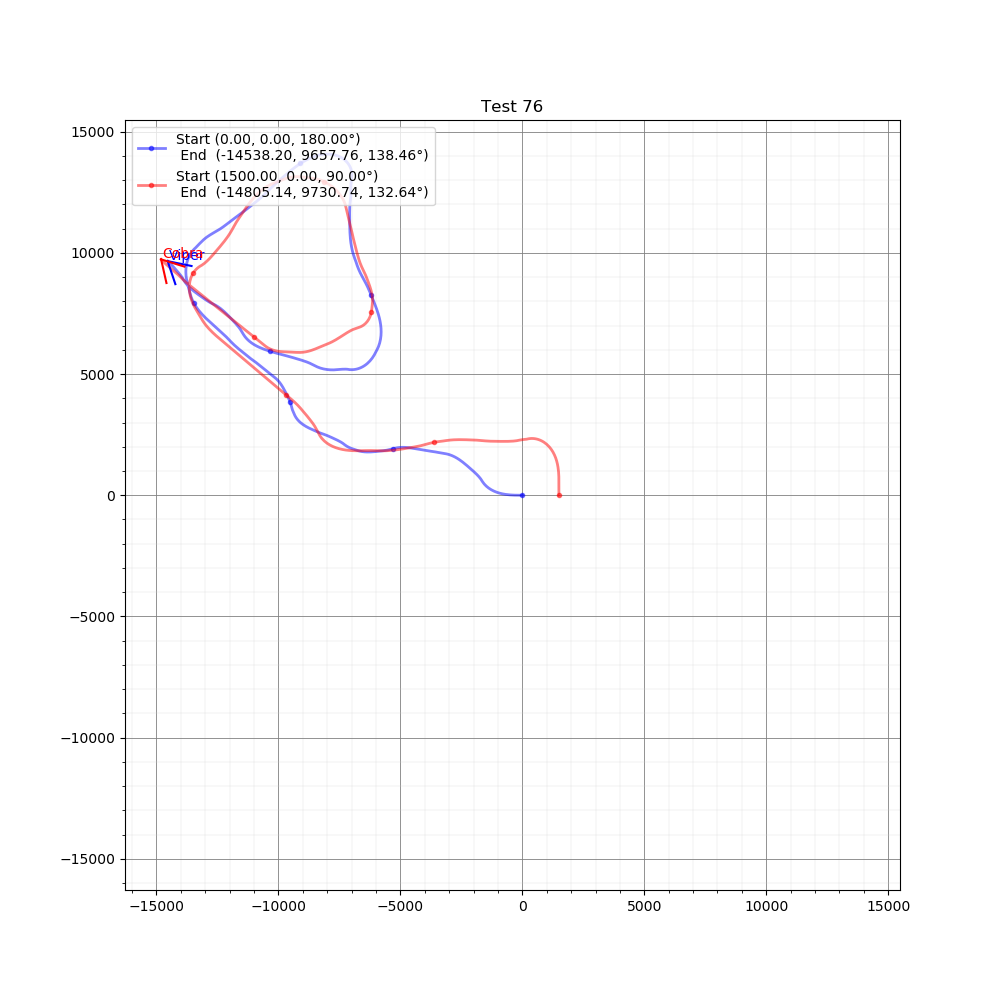 Test 76
Start (0.00, 0.00, 180.00°)
End (-14538.20, 9657.76, 138.46°)
Start (1500.00, 0.00, 90.00°)
End (-14805.14, 9730.74, 132.64°)
Cobra
Viper
15000
10000
5000
0
−5000
−10000
−15000
−15000 −10000 −5000 0 5000 10000 15000